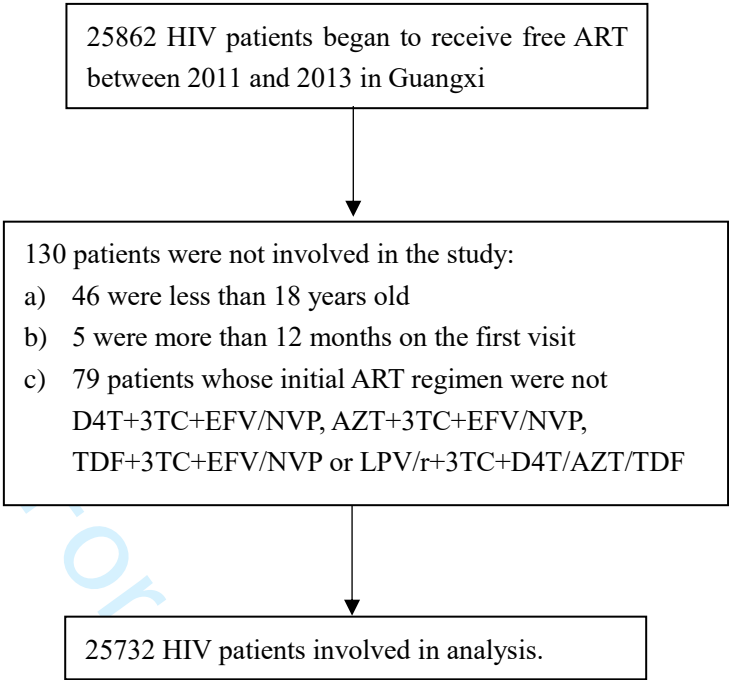 25862 HIV patients began to receive free ART
between 2011 and 2013 in Guangxi
130 patients were not involved in the study:
a) 46 were less than 18 years old
b) 5 were more than 12 months on the first visit
c) 79 patients whose initial ART regimen were not
D4T+3TC+EFV/NVP, AZT+3TC+EFV/NVP,
TDF+3TC+EFV/NVP or LPV/r+3TC+D4T/AZT/TDF
25732 HIV patients involved in analysis.